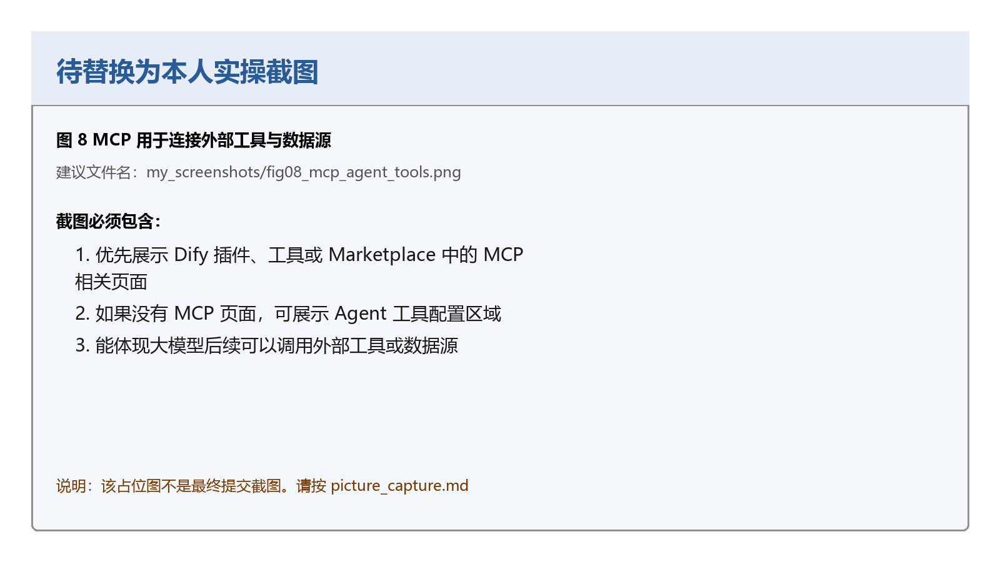 待替换为本人实操截图
图 8 MCP 用于连接外部工具与数据源
建议文件名：my_screenshots/fig08_mcp_agent_tools.png
截图必须包含：
1. 优先展示 Dify 插件、工具或 Marketplace 中的 MCP
相关页面
2. 如果没有 MCP 页面，可展示 Agent 工具配置区域
3. 能体现大模型后续可以调用外部工具或数据源
说明：该占位图不是最终提交截图。请按 picture_capture.md